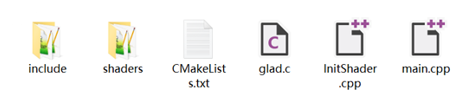 include
shaders
CMakeList
s.txt
glad.c
InitShader
.cpp
main.cpp